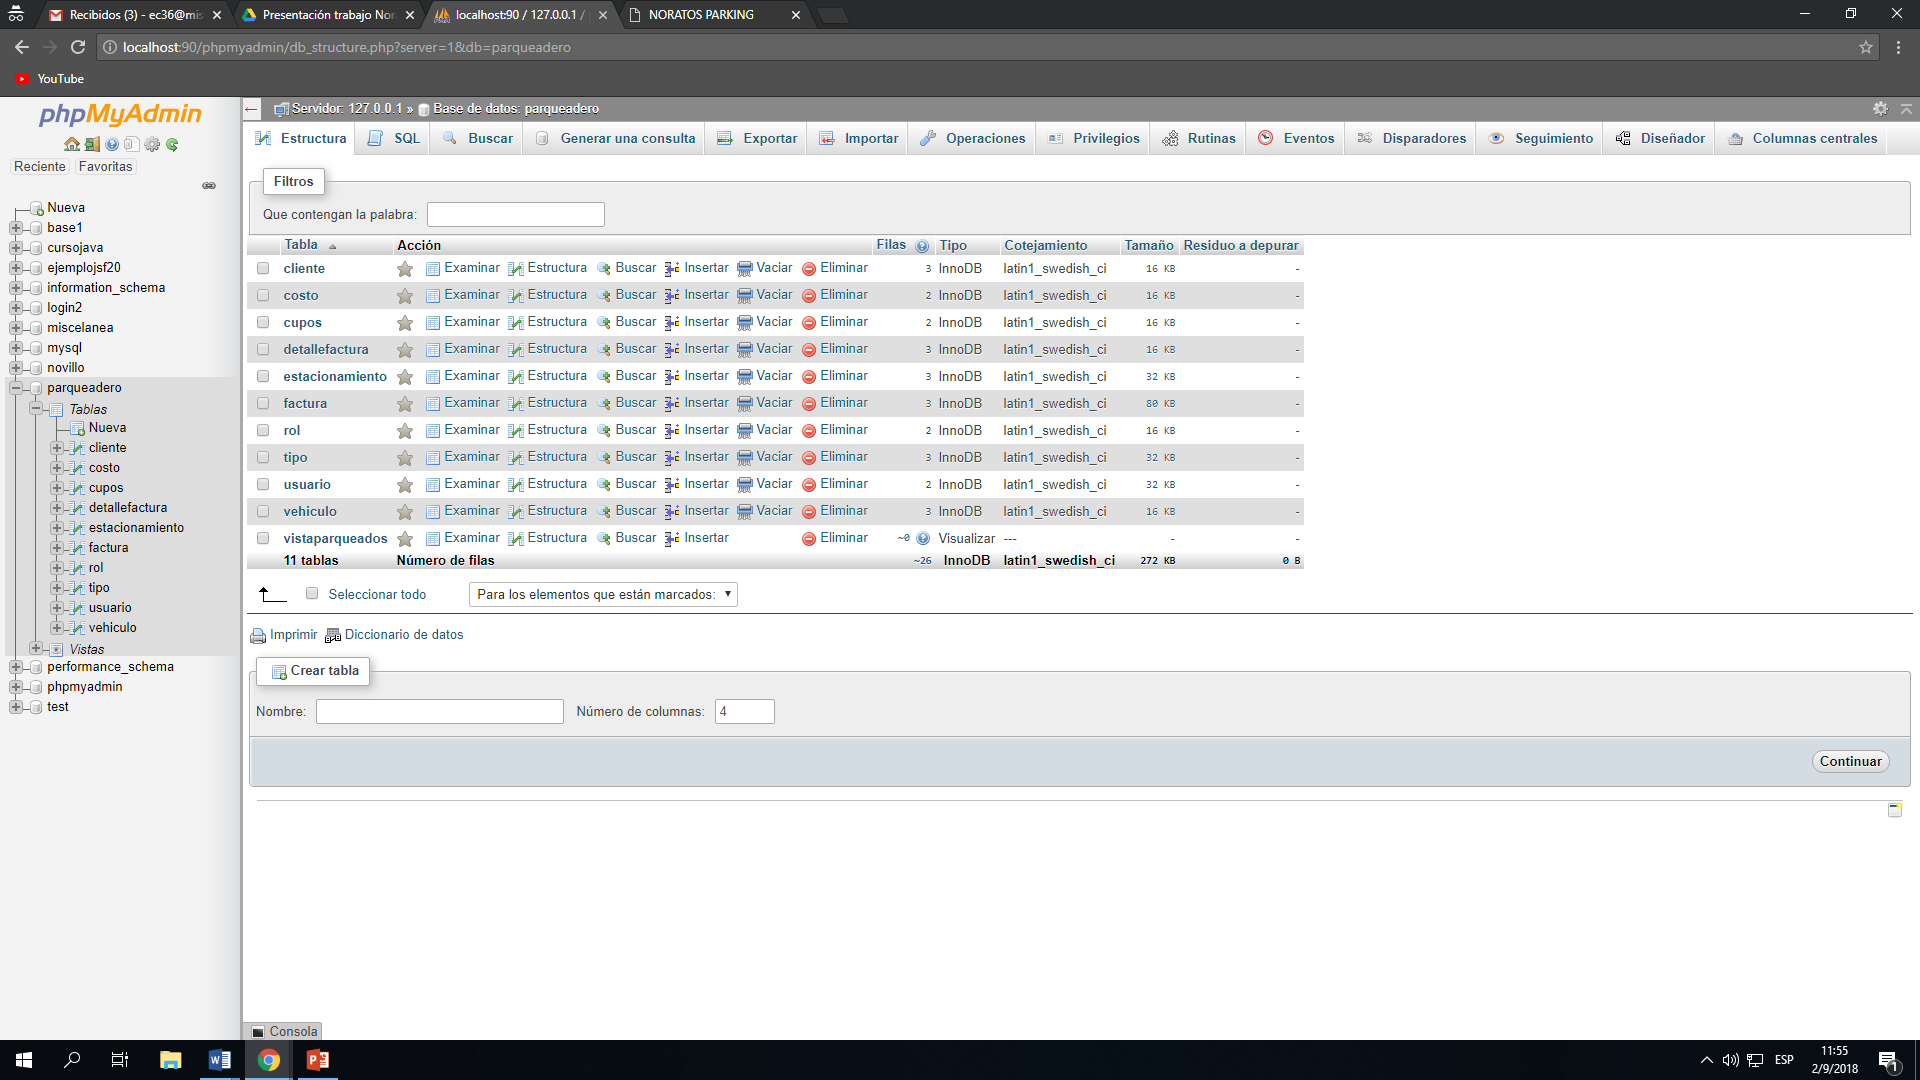 Recibidos (3) - ec36@mis
Presentación trabajo Nor
localhost:90 / 127.0.0.1 /
NORATOS PARKING
localhost:90/phpmyadmin/db_structure.php?server=1&db=parqueadero
YouTube
phpMyAdmin
Reciente Favoritas
Nueva
base1
cursojava
ejemplojsf20
information_schema
login2
miscelanea
mysql
novillo
parqueadero
Tablas
Nueva
cliente
costo
cupos
detallefactura
estacionamiento
factura
rol
tipo
usuario
vehiculo
Vistas
performance_schema
phpmyadmin
test
Servidor: 127.0.0.1 » Base de datos: parqueadero
Estructura SQL Buscar Generar una consulta Exportar Importar Operaciones Privilegios Rutinas Eventos Disparadores Seguimiento Diseñador Columnas centrales
Filtros
Que contengan la palabra:
Tabla Acción Filas Tipo Cotejamiento Tamaño Residuo a depurar
cliente Examinar Estructura Buscar Insertar Vaciar Eliminar 3 InnoDB latin1_swedish_ci 16 KB -
costo Examinar Estructura Buscar Insertar Vaciar Eliminar 2 InnoDB latin1_swedish_ci 16 KB -
cupos Examinar Estructura Buscar Insertar Vaciar Eliminar 2 InnoDB latin1_swedish_ci 16 KB -
detallefactura Examinar Estructura Buscar Insertar Vaciar Eliminar 3 InnoDB latin1_swedish_ci 16 KB -
estacionamiento Examinar Estructura Buscar Insertar Vaciar Eliminar 3 InnoDB latin1_swedish_ci 32 KB -
factura Examinar Estructura Buscar Insertar Vaciar Eliminar 3 InnoDB latin1_swedish_ci 80 KB -
rol Examinar Estructura Buscar Insertar Vaciar Eliminar 2 InnoDB latin1_swedish_ci 16 KB -
tipo Examinar Estructura Buscar Insertar Vaciar Eliminar 3 InnoDB latin1_swedish_ci 32 KB -
usuario Examinar Estructura Buscar Insertar Vaciar Eliminar 2 InnoDB latin1_swedish_ci 32 KB -
vehiculo Examinar Estructura Buscar Insertar Vaciar Eliminar 3 InnoDB latin1_swedish_ci 16 KB -
vistaparqueados Examinar Estructura Buscar Insertar Eliminar ~0 Visualizar --- - -
11 tablas Número de filas ~26 InnoDB latin1_swedish_ci 272 KB 0 B
Seleccionar todo Para los elementos que están marcados:
Imprimir Diccionario de datos
Crear tabla
Nombre: Número de columnas: 4
Continuar
Consola
ESP
11:55
2/9/2018
1